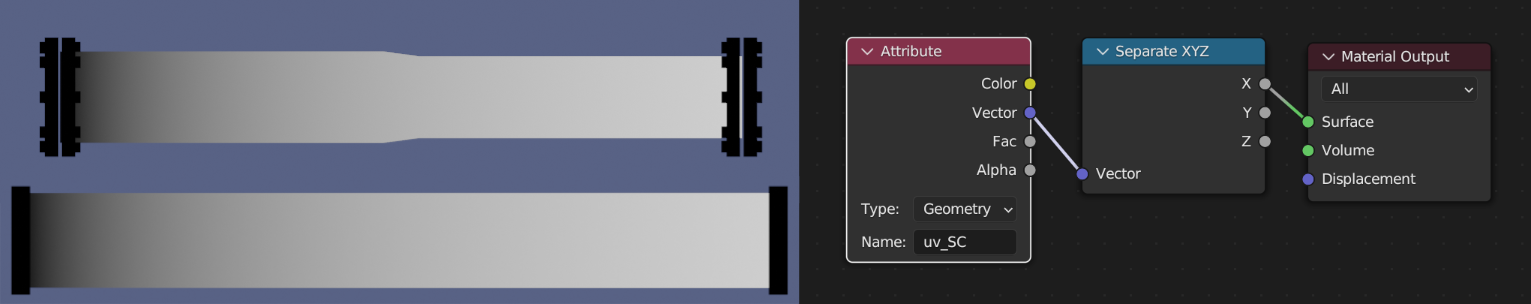 Attribute
Color
Vector
Fac
Alpha
Type: Geometry
Name: uv_SC
Separate XYZ
X
Y
Z
Vector
Material Output
All
Surface
Volume
Displacement